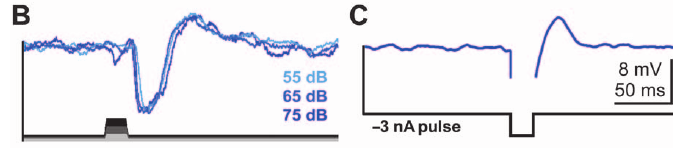 B
55 dB
65 dB
75 dB
C
8 mV
50 ms
–3 nA pulse